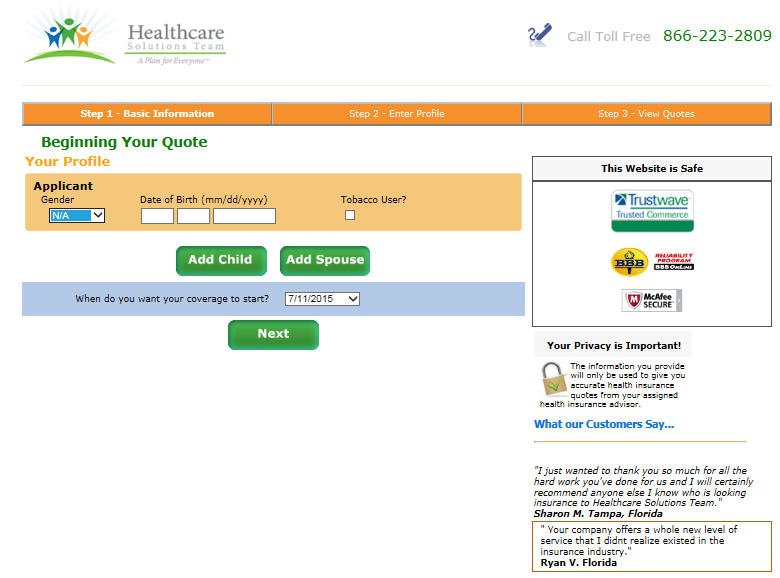 Healthcare
Solutions Team
A Plan for Everyone™
Call Toll Free 866-223-2809
Step 1 - Basic Information
Step 2 - Enter Profile
Step 3 - View Quotes
Beginning Your Quote
Your Profile
Applicant
Gender
Date of Birth (mm/dd/yyyy)
Tobacco User?
N/A
Add Child
Add Spouse
When do you want your coverage to start?
7/11/2015
Next
This Website is Safe
Trustwave®
Trusted Commerce
BBB
RELIABILITY
PROGRAM
BBB ONLINE
McAfee
SECURE
Your Privacy is Important!
The information you provide
will only be used to give you
accurate health insurance
quotes from your assigned
health insurance advisor.
What our Customers Say...
"I just wanted to thank you so much for all the
hard work you've done for us and I will certainly
recommend anyone else I know who is looking
insurance to Healthcare Solutions Team."
Sharon M. Tampa, Florida
" Your company offers a whole new level of
service that I didnt realize existed in the
insurance industry."
Ryan V. Florida